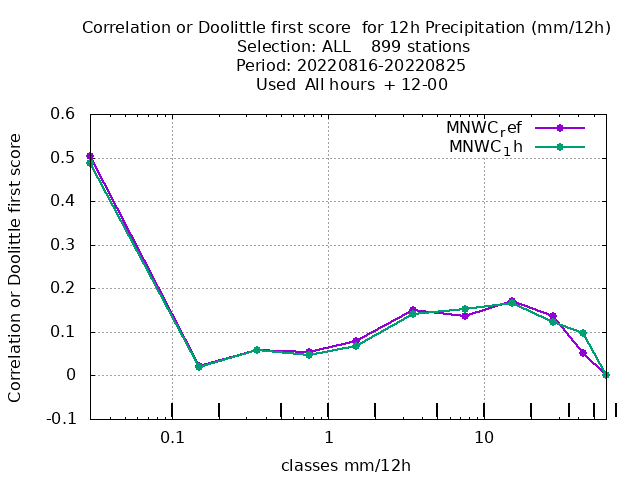 Correlation or Doolittle first score  for 12h Precipitation (mm/12h)
Selection: ALL    899 stations
Period: 20220816-20220825
Used  All hours  + 12-00
MNWC_ref
MNWC_1h
Correlation or Doolittle first score
0.6
0.5
0.4
0.3
0.2
0.1
0
-0.1
0.1
1
10
classes mm/12h